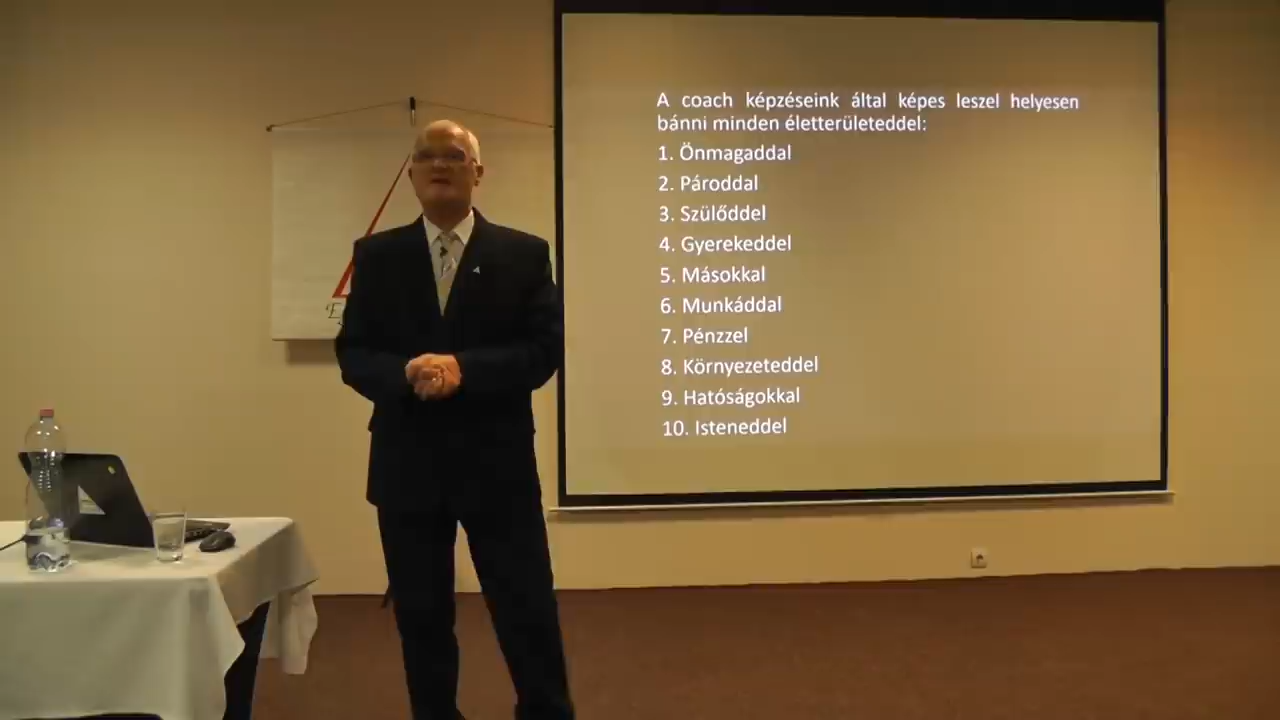 A coach képzéseink által képes leszel helyesen
bánni minden életterületeddel:
1. Önmagaddal
2. Pároddal
3. Szülőddel
4. Gyerekeddel
5. Másokkal
6. Munkáddal
7. Pénzzel
8. Környezeteddel
9. Hatóságokkal
10. Isteneddel